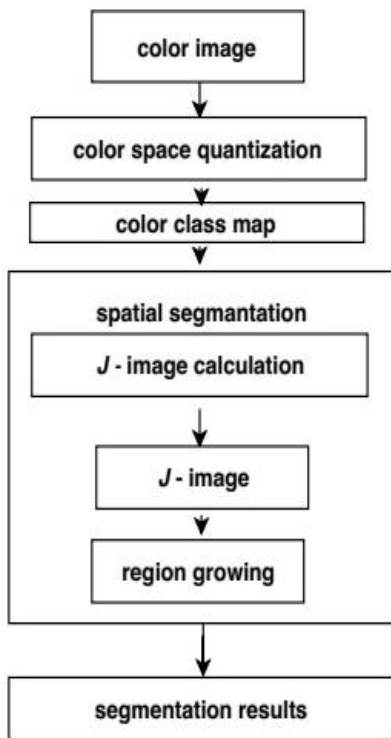 color image
color space quantization
color class map
spatial segmantation
J - image calculation
J - image
region growing
segmentation results